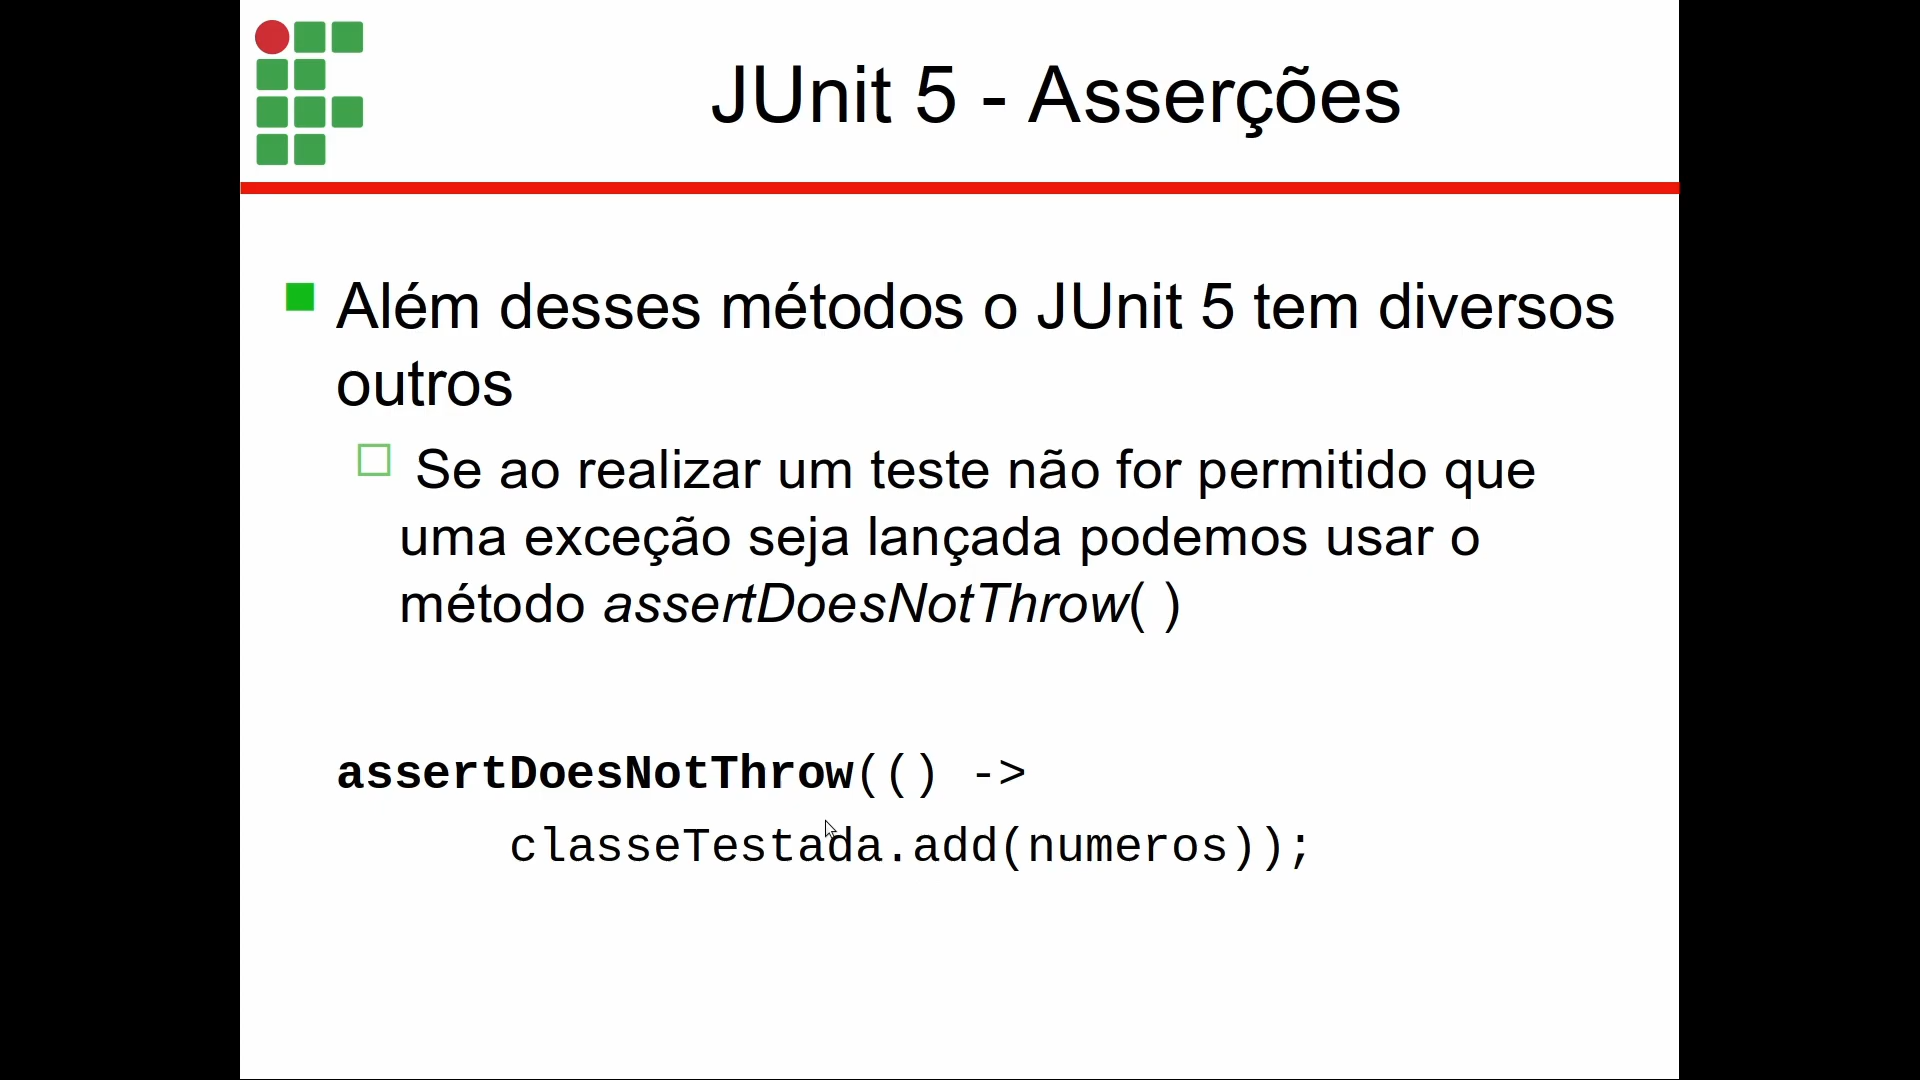 JUnit 5 - Asserções
Além desses métodos o JUnit 5 tem diversos
outros
Se ao realizar um teste não for permitido que
uma exceção seja lançada podemos usar o
método assertDoesNotThrow( )
assertDoesNotThrow(() ->
classeTestada.add(numeros));